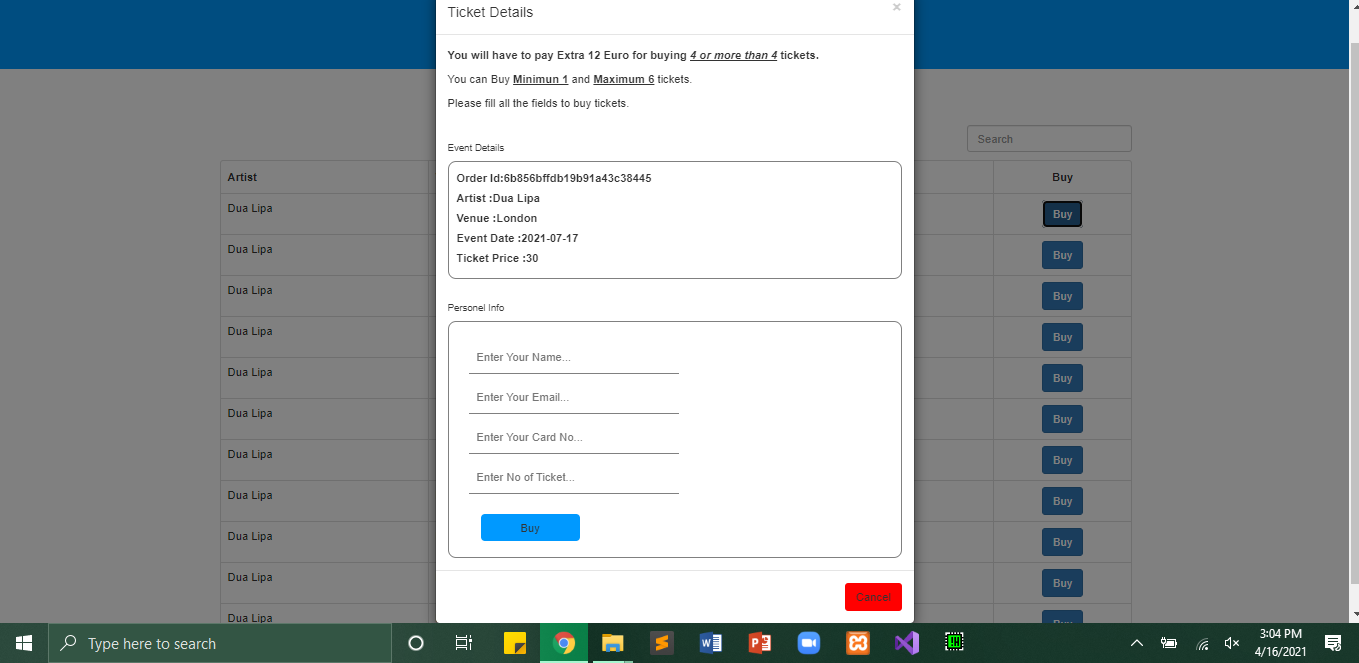 Ticket Details
×
You will have to pay Extra 12 Euro for buying 4 or more than 4 tickets.
You can Buy Minimun 1 and Maximum 6 tickets.
Please fill all the fields to buy tickets.
Search
Event Details
Artist
Buy
Order Id:6b856bffdb19b91a43c38445
Artist :Dua Lipa
Venue :London
Event Date :2021-07-17
Ticket Price :30
Dua Lipa
Buy
Dua Lipa
Buy
Dua Lipa
Buy
Personel Info
Dua Lipa
Buy
Enter Your Name...
Dua Lipa
Buy
Enter Your Email...
Dua Lipa
Buy
Enter Your Card No...
Dua Lipa
Buy
Enter No of Ticket...
Dua Lipa
Buy
Buy
Dua Lipa
Buy
Dua Lipa
Buy
Cancel
Dua Lipa
Buy
Type here to search
3:04 PM
4/16/2021